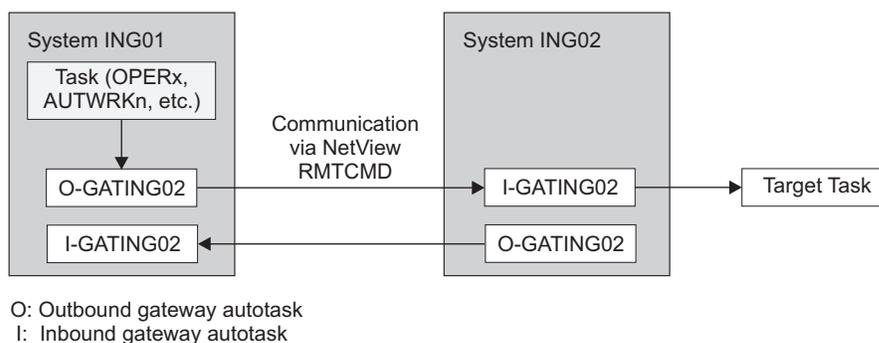 System ING01
Task (OPERx,
AUTWRKn, etc.)
O-GATING02
I-GATING02
Communication
via NetView
RMTCMD
System ING02
I-GATING02
O-GATING02
Target Task
O: Outbound gateway autotask
I: Inbound gateway autotask